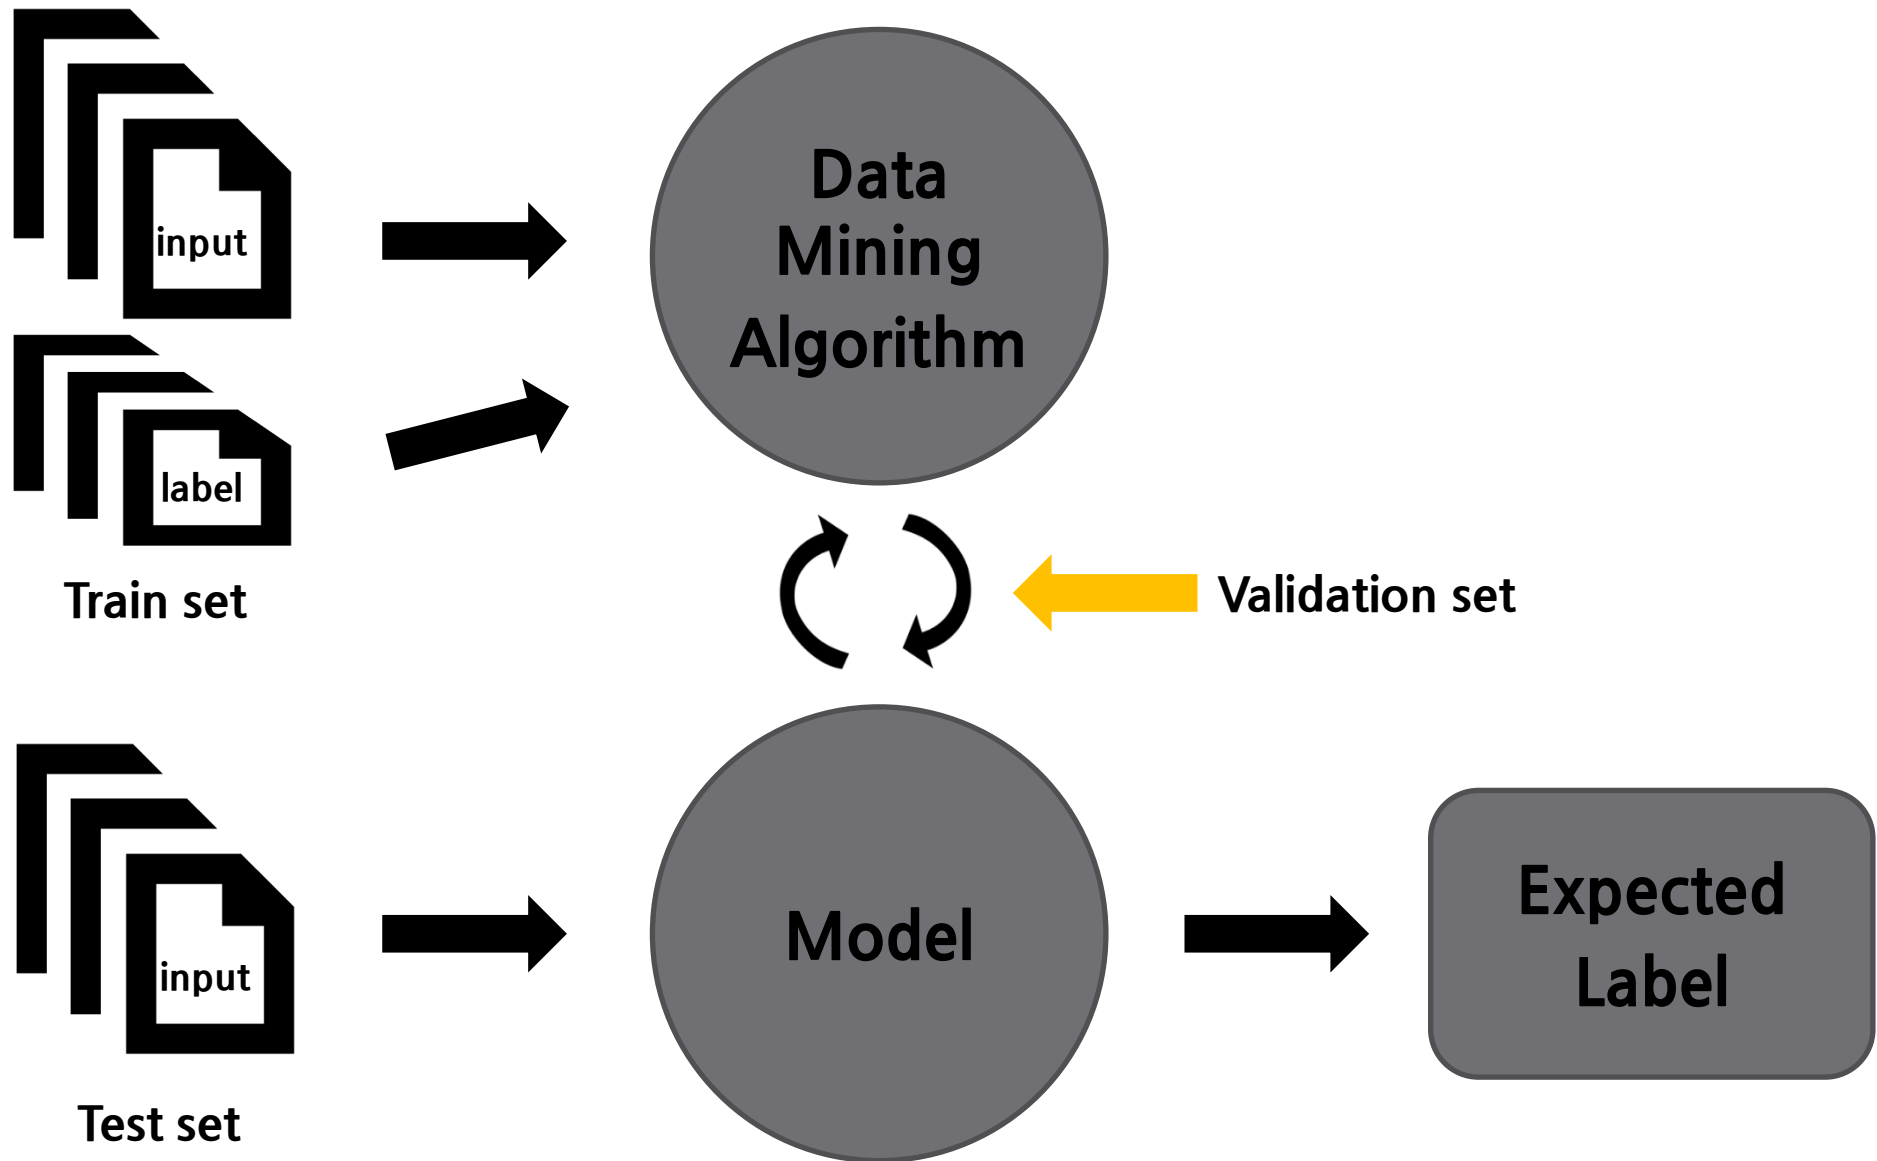 input
label
Train set
Data
Mining
Algorithm
Validation set
input
Test set
Model
Expected
Label